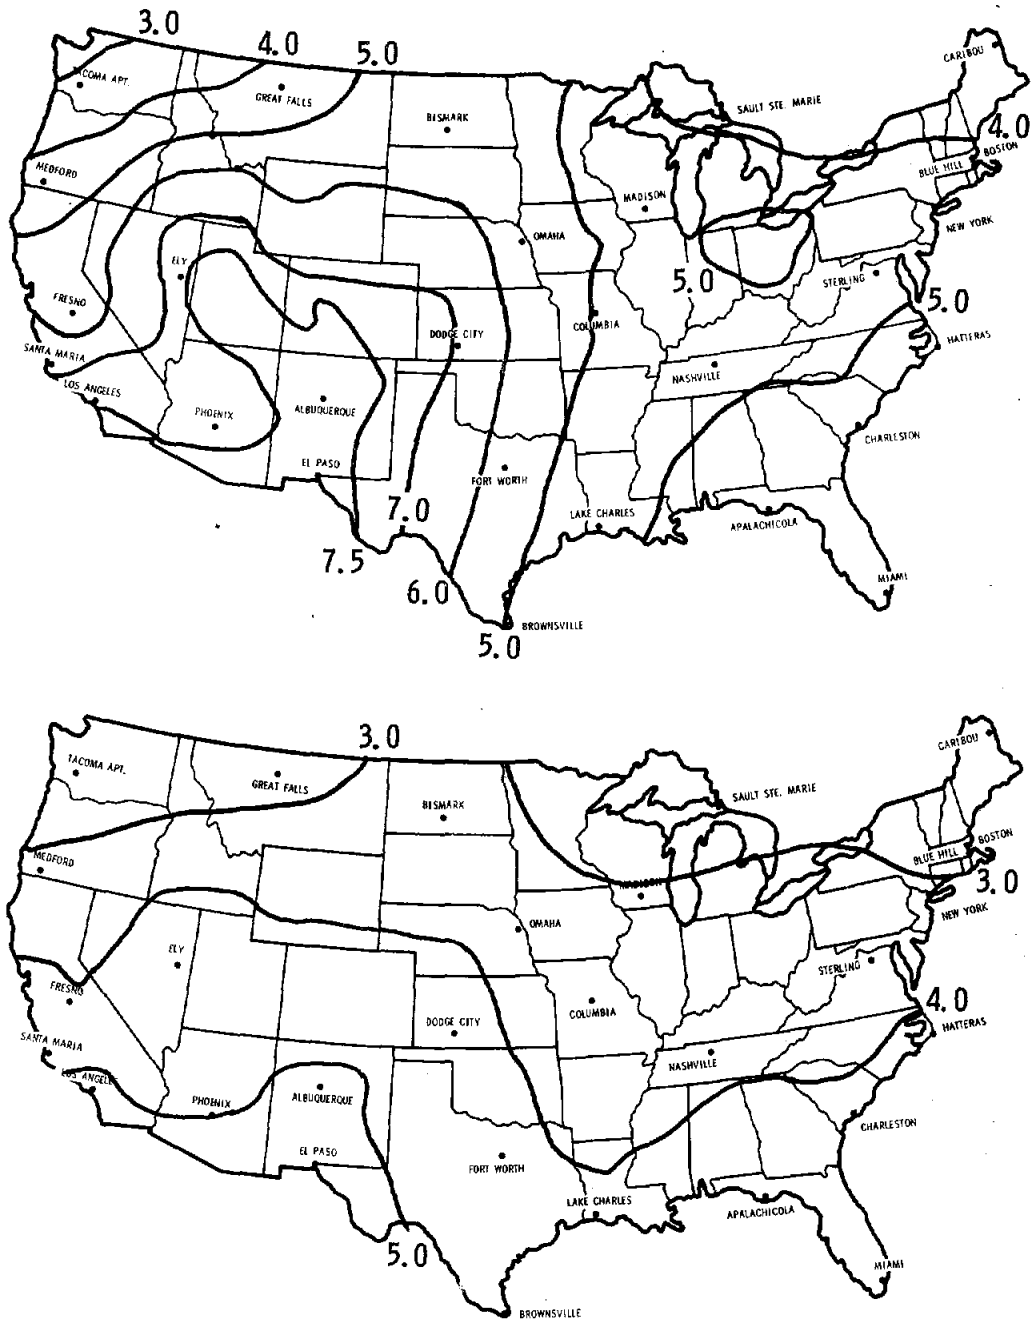 3.0
4.0
5.0
CARIBOU
TACOMA APT.
GREAT FALLS
SAULT STE. MARIE
BISMARK
4.0
BOSTON
BLUE HILL
MEDFORD
MADISON
NEW YORK
OMAHA
ELY
5.0
STERLING
FRESNO
5.0
COLUMBIA
DODGE CITY
HATTERAS
SANTA MARIA
NASHVILLE
LOS ANGELES
PHOENIX
ALBUQUERQUE
CHARLESTON
EL PASO
FORT WORTH
7.0
LAKE CHARLES
APALACHICOLA
7.5
6.0
MIAMI
BROWNSVILLE
5.0
3.0
CARIBOU
TACOMA APT.
GREAT FALLS
SAULT STE. MARIE
BISMARK
BOSTON
BLUE HILL
MEDFORD
MADISON
3.0
NEW YORK
OMAHA
ELY
STERLING
FRESNO
4.0
COLUMBIA
DODGE CITY
HATTERAS
SANTA MARIA
NASHVILLE
LOS ANGELE
PHOENIX
ALBUQUERQUE
CHARLESTON
EL PASO
FORT WORTH
LAKE CHARLES
APALACHICOLA
5.0
MIAMI
BROWNSVILLE